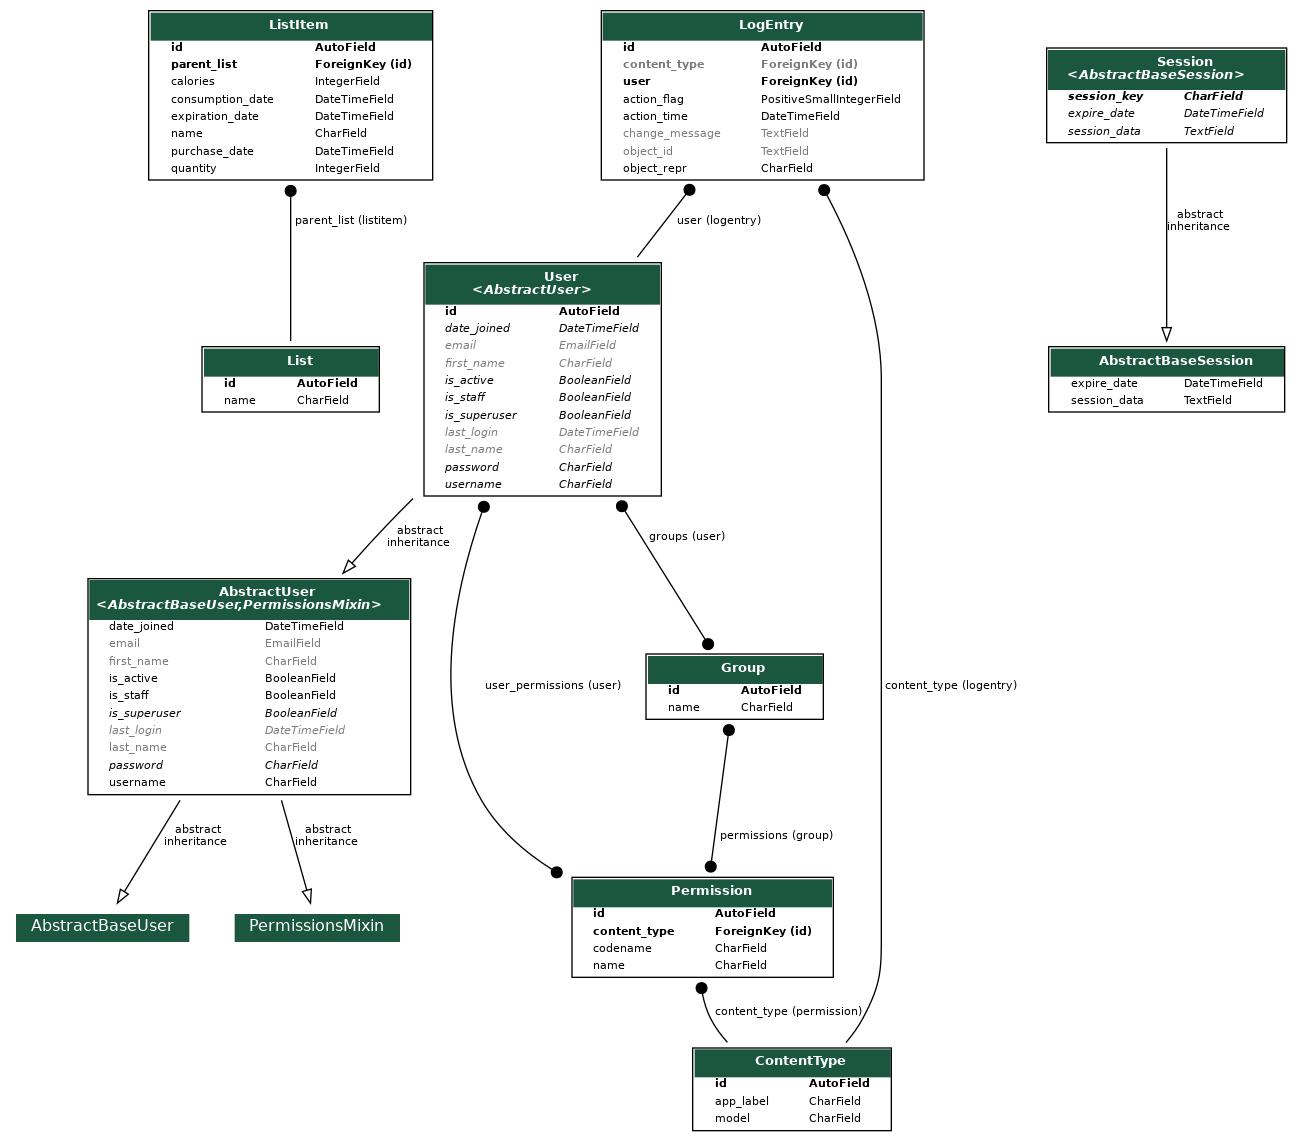 ListItem
id AutoField
parent_list ForeignKey (id)
calories IntegerField
consumption_date DateTimeField
expiration_date DateTimeField
name CharField
purchase_date DateTimeField
quantity IntegerField
LogEntry
id AutoField
content_type ForeignKey (id)
user ForeignKey (id)
action_flag PositiveSmallIntegerField
action_time DateTimeField
change_message TextField
object_id TextField
object_repr CharField
Session
<AbstractBaseSession>
session_key CharField
expire_date DateTimeField
session_data TextField
parent_list (listitem)
user (logentry)
abstract
inheritance
User
<AbstractUser>
id AutoField
date_joined DateTimeField
email EmailField
first_name CharField
is_active BooleanField
is_staff BooleanField
is_superuser BooleanField
last_login DateTimeField
last_name CharField
password CharField
username CharField
List
id AutoField
name CharField
AbstractBaseSession
expire_date DateTimeField
session_data TextField
abstract
inheritance
groups (user)
AbstractUser
<AbstractBaseUser,PermissionsMixin>
date_joined DateTimeField
email EmailField
first_name CharField
is_active BooleanField
is_staff BooleanField
is_superuser BooleanField
last_login DateTimeField
last_name CharField
password CharField
username CharField
user_permissions (user)
Group
id AutoField
name CharField
content_type (logentry)
abstract
inheritance
abstract
inheritance
permissions (group)
AbstractBaseUser
PermissionsMixin
Permission
id AutoField
content_type ForeignKey (id)
codename CharField
name CharField
content_type (permission)
ContentType
id AutoField
app_label CharField
model CharField